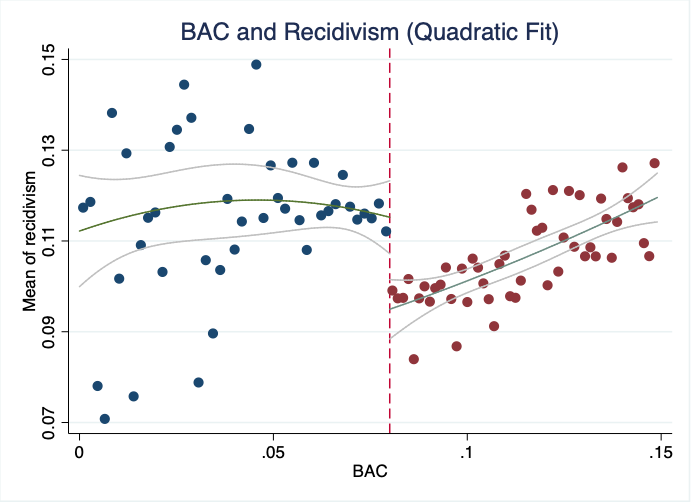 BAC and Recidivism (Quadratic Fit)
Mean of recidivism
0.15
0.13
0.11
0.09
0.07
0 .05 .1 .15
BAC